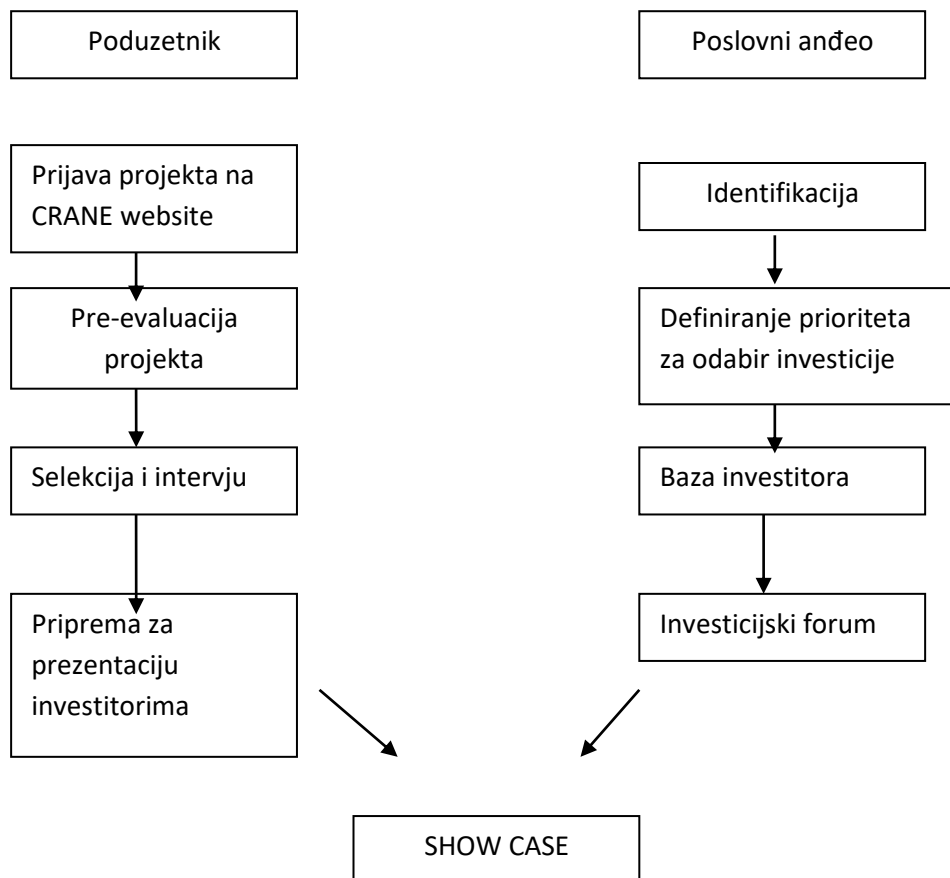 Poduzetnik
Poslovni anđeo
Prijava projekta na
CRANE website
Identifikacija
Pre-evaluacija
projekta
Definiranje prioriteta
za odabir investicije
Selekcija i intervju
Baza investitora
Priprema za
prezentaciju
investitorima
Investicijski forum
SHOW CASE